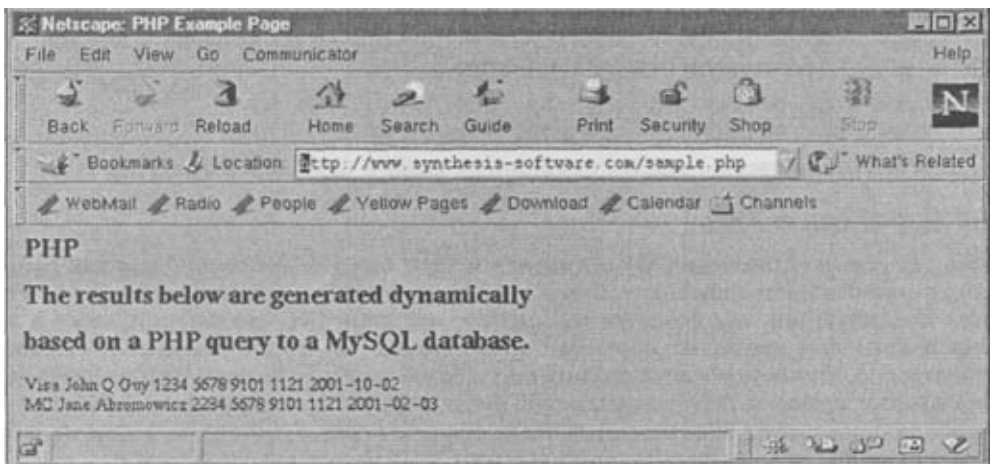 Netscape: PHP Example Page
File Edit View Go Communicator Help
Back Forward Reload Home Search Guide Print Security Shop Stop N
Bookmarks Location: http://www.synthesis-software.com/sample.php What's Related
WebMail Radio People Yellow Pages Download Calendar Channels
PHP
The results below are generated dynamically
based on a PHP query to a MySQL database.
Visa John Q Guy 1234 5678 9101 1121 2001-10-02
MC Jane Abramowicz 2234 5678 9101 1121 2001-02-03